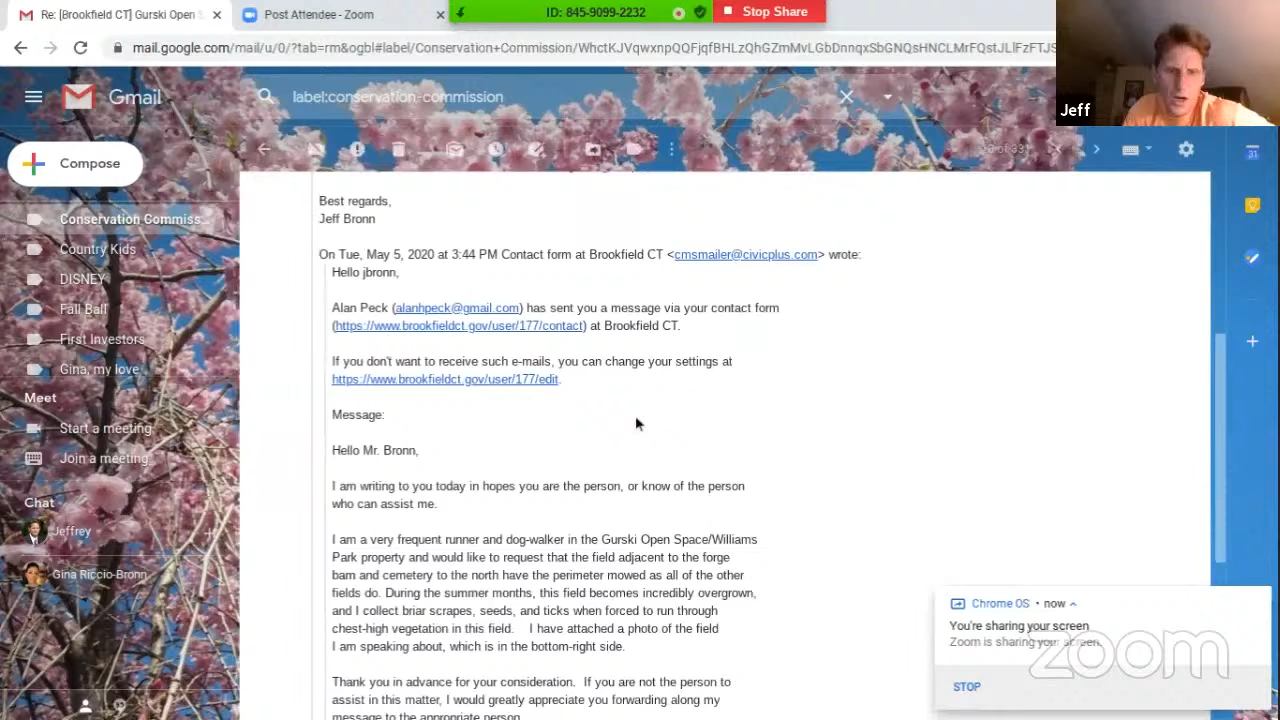 Re: [Brookfield CT] Gurski Open S
Post Attendee - Zoom
ID: 845-9099-2232
Stop Share
mail.google.com/mail/u/0/?tab=rm&ogbl#label/Conservation+Commission/
Jeff
Gmail
label:conservation-commission
Compose
31
Conservation Commiss...
Country Kids
DISNEY
Fall Ball
First Investors
Gina, my love
Meet
Start a meeting
Join a meeting
Chat
Jeffrey
Gina Riccio-Bronn
Best regards,
Jeff Bronn
On Tue, May 5, 2020 at 3:44 PM Contact form at Brookfield CT <cmsmailer@civicplus.com> wrote:
Hello jbronn,
Alan Peck (alanhpeck@gmail.com) has sent you a message via your contact form
(https://www.brookfieldct.gov/user/177/contact) at Brookfield CT.
If you don't want to receive such e-mails, you can change your settings at
https://www.brookfieldct.gov/user/177/edit.
Message:
Hello Mr. Bronn,
I am writing to you today in hopes you are the person, or know of the person
who can assist me.
I am a very frequent runner and dog-walker in the Gurski Open Space/Williams
Park property and would like to request that the field adjacent to the forge
barn and cemetery to the north have the perimeter mowed as all of the other
fields do. During the summer months, this field becomes incredibly overgrown,
and I collect briar scrapes, seeds, and ticks when forced to run through
chest-high vegetation in this field. I have attached a photo of the field
I am speaking about, which is in the bottom-right side.
Thank you in advance for your consideration. If you are not the person to
assist in this matter, I would greatly appreciate you forwarding along my
message to the appropriate person.
Chrome OS • now
You're sharing your screen
Zoom is sharing your screen.
STOP
zoom